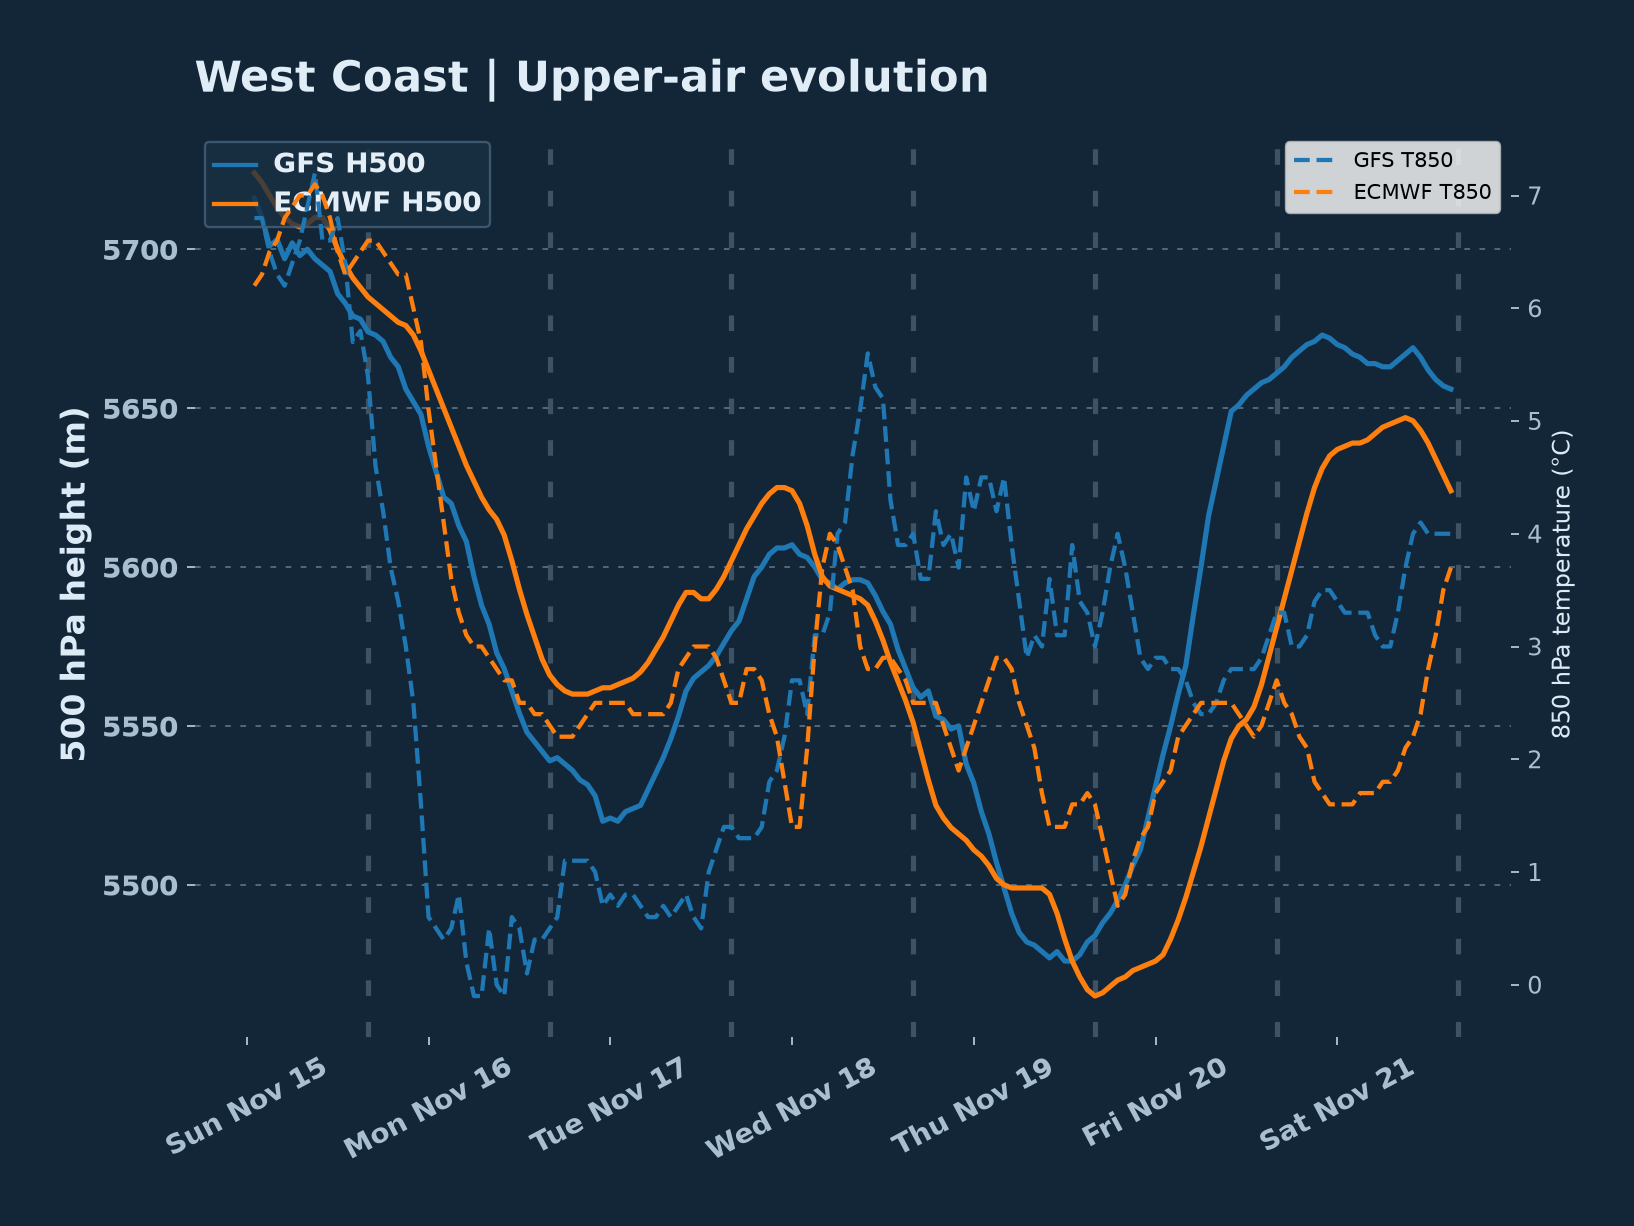 West Coast | Upper-air evolution
GFS H500
ECMWF H500
GFS T850
ECMWF T850
5700
5650
5600
5550
5500
500 hPa height (m)
7
6
5
4
3
2
1
0
850 hPa temperature (°C)
Sun Nov 15
Mon Nov 16
Tue Nov 17
Wed Nov 18
Thu Nov 19
Fri Nov 20
Sat Nov 21